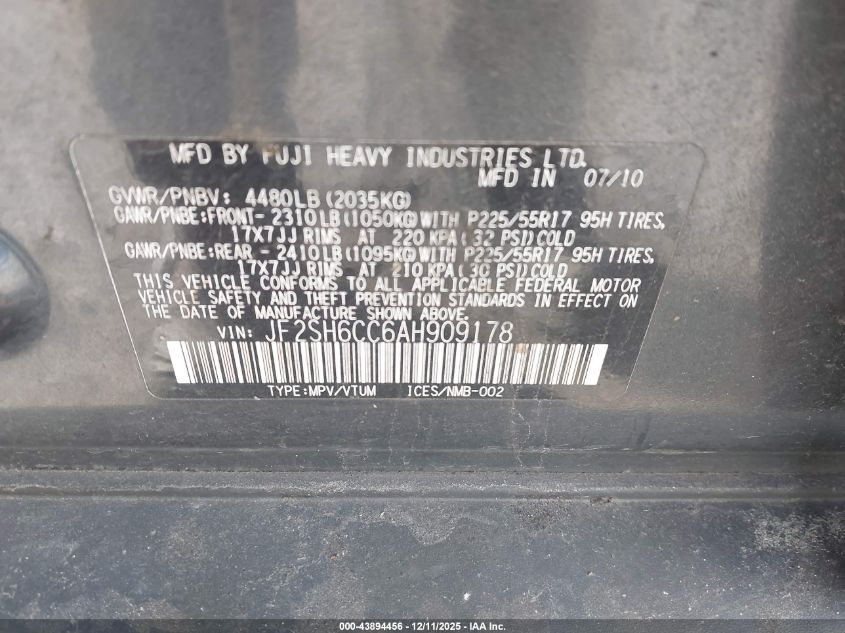 MFD BY FUJI HEAVY INDUSTRIES LTD.
MFD IN 07/10
GVWR/PNBV: 4480LB(2035KG)
GAWR/PNBE:FRONT- 2310LB(1050KG)WITH P225/55R17 95H TIRES,
17X7JJ RIMS AT 220 KPA(32 PSI)COLD
GAWR/PNBE:REAR - 2410LB(1095KG)WITH P225/55R17 95H TIRES,
17X7JJ RIMS AT 210 KPA(30 PSI)COLD
THIS VEHICLE CONFORMS TO ALL APPLICABLE FEDERAL MOTOR
VEHICLE SAFETY AND THEFT PREVENTION STANDARDS IN EFFECT ON
THE DATE OF MANUFACTURE SHOWN ABOVE.
VIN: JF2SH6CC6AH909178
TYPE:MPV/VTUM ICES/NMB-002
000-43894456 - 12/11/2025 - IAA Inc.